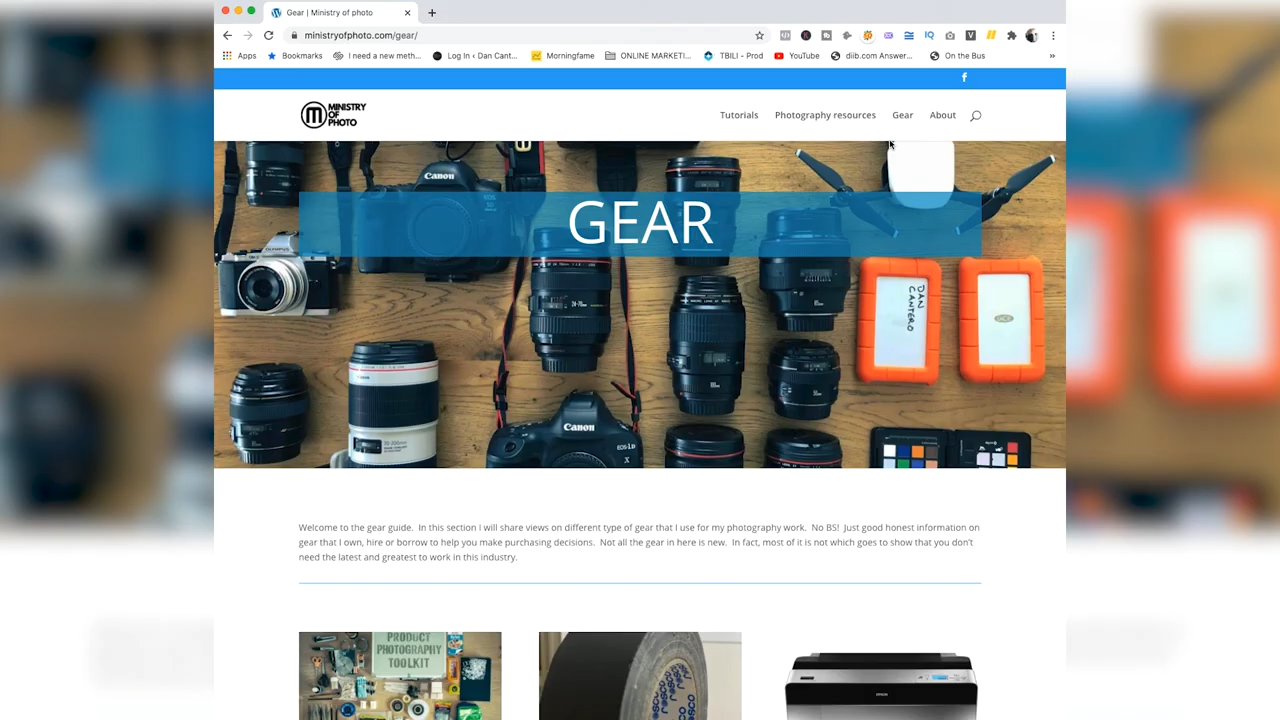 Gear | Ministry of photo
ministryofphoto.com/gear/
Apps
Bookmarks
I need a new meth...
Log In ‹ Dan Cant...
Morningfame
ONLINE MARKETI...
TBILI - Prod
YouTube
diib.com Answer...
On the Bus
MINISTRY
OF
PHOTO
Tutorials
Photography resources
Gear
About
GEAR
Canon
OLYMPUS
DAN
CANTERO
Canon
EOS-1D
X
Welcome to the gear guide. In this section I will share views on different type of gear that I use for my photography work. No BS! Just good honest information on
gear that I own, hire or borrow to help you make purchasing decisions. Not all the gear in here is new. In fact, most of it is not which goes to show that you don't
need the latest and greatest to work in this industry.
PRODUCT
PHOTOGRAPHY
TOOLKIT
EPSON